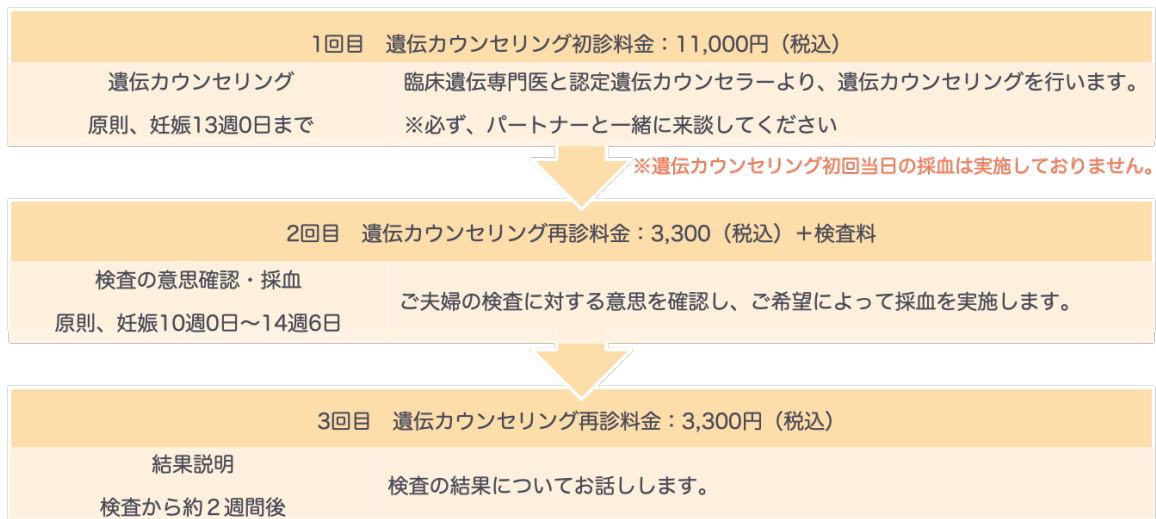 1回目　遺伝カウンセリング初診料金：11,000円（税込）
遺伝カウンセリング
原則、妊娠13週0日まで
臨床遺伝専門医と認定遺伝カウンセラーより、遺伝カウンセリングを行います。
※必ず、パートナーと一緒に来談してください
※遺伝カウンセリング初回当日の採血は実施しておりません。
2回目　遺伝カウンセリング再診料金：3,300（税込）＋検査料
検査の意思確認・採血
原則、妊娠10週0日～14週6日
ご夫婦の検査に対する意思を確認し、ご希望によって採血を実施します。
3回目　遺伝カウンセリング再診料金：3,300円（税込）
結果説明
検査から約２週間後
検査の結果についてお話しします。